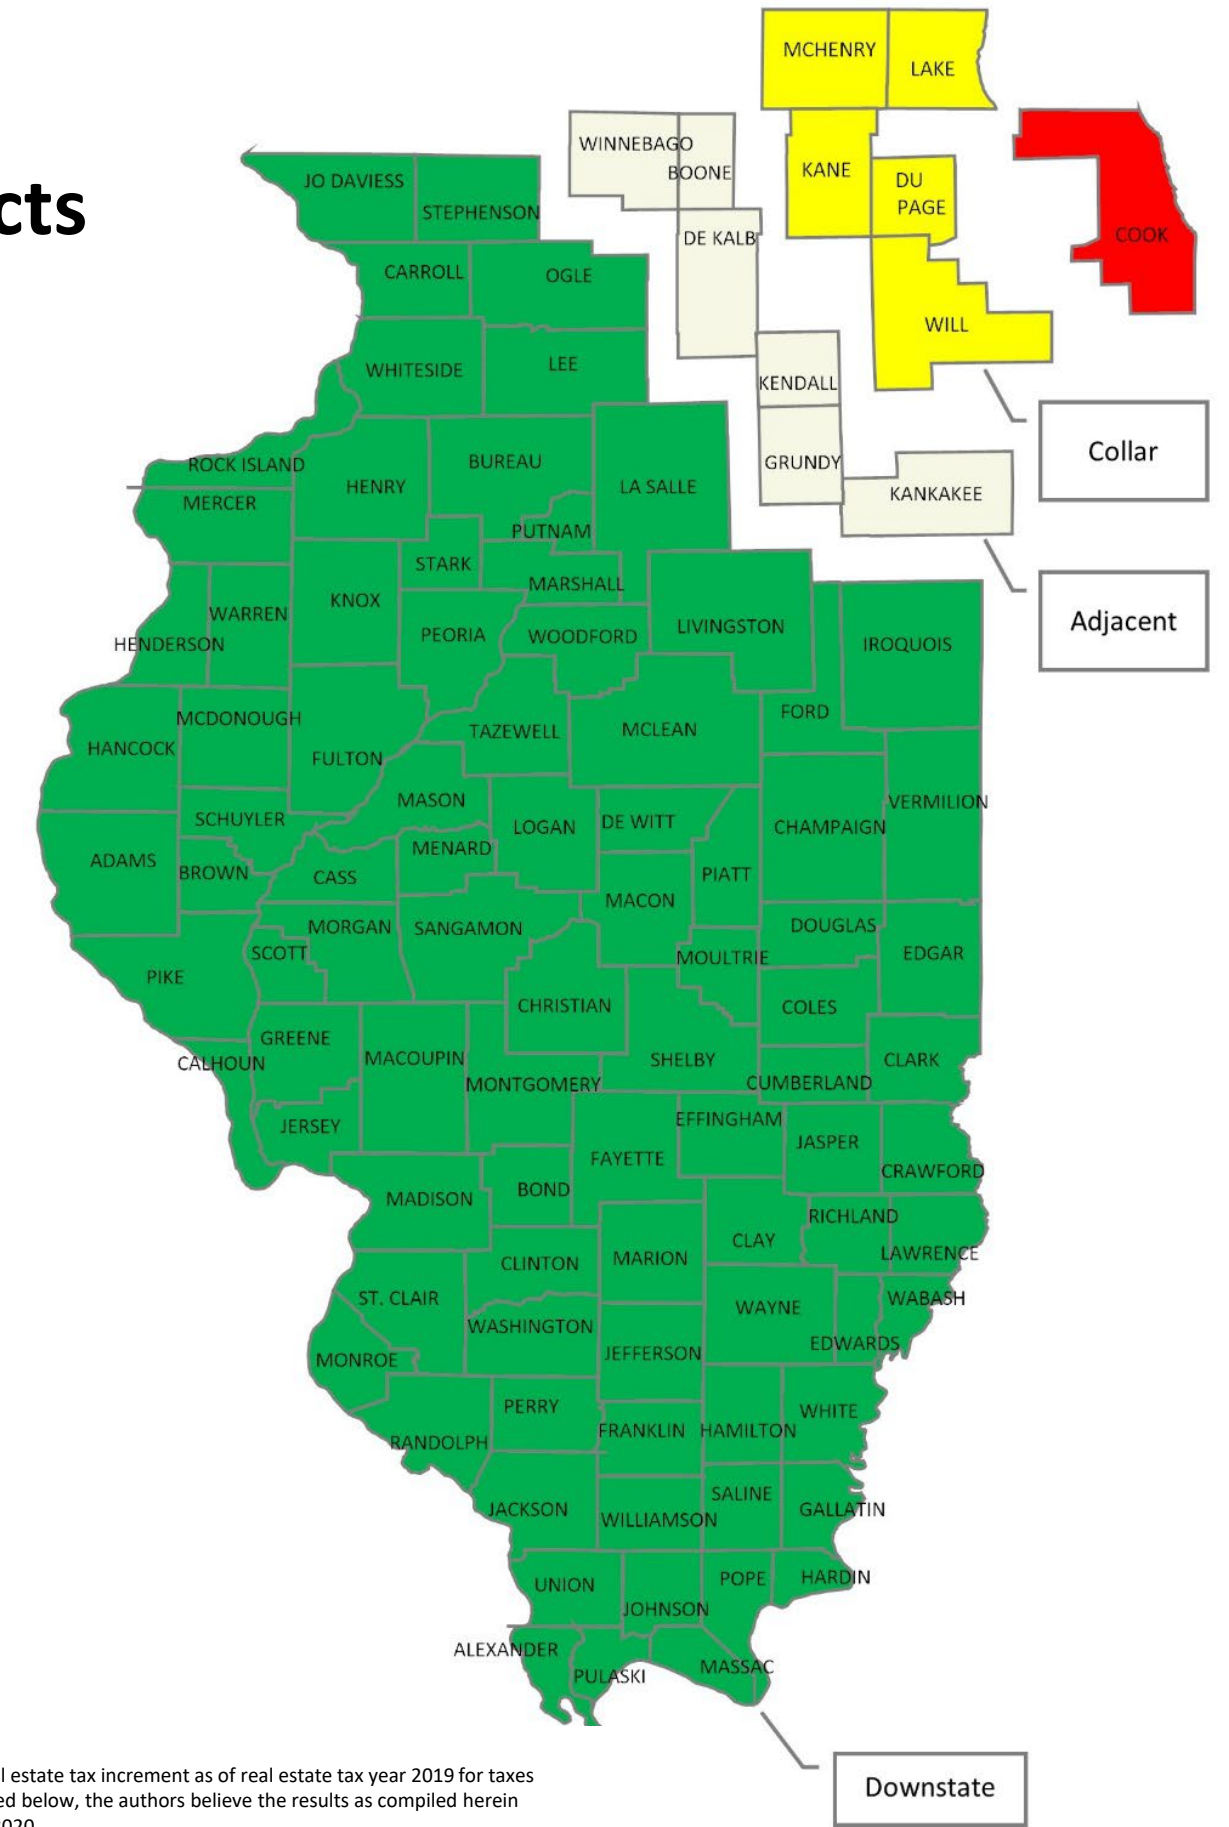 cts
MCHENRY
LAKE
WINNEBAGO
BOONE
KANE
DU
PAGE
COOK
JO DAVIESS
STEPHENSON
DE KALB
CARROLL
OGLE
WILL
WHITESIDE
LEE
KENDALL
Collar
ROCK ISLAND
BUREAU
GRUNDY
HENRY
LA SALLE
KANKAKEE
MERCER
PUTNAM
STARK
MARSHALL
KNOX
WARREN
Adjacent
PEORIA
WOODFORD
LIVINGSTON
HENDERSON
IROQUOIS
FORD
MCDONOUGH
TAZEWELL
MCLEAN
HANCOCK
FULTON
MASON
VERMILION
SCHUYLER
LOGAN
DE WITT
CHAMPAIGN
MENARD
ADAMS
BROWN
CASS
PIATT
MACON
MORGAN
SANGAMON
DOUGLAS
SCOTT
MOULTRIE
EDGAR
PIKE
CHRISTIAN
COLES
GREENE
CALHOUN
MACOUPIN
SHELBY
CLARK
MONTGOMERY
CUMBERLAND
JERSEY
EFFINGHAM
JASPER
FAYETTE
CRAWFORD
MADISON
BOND
RICHLAND
CLAY
LAWRENCE
CLINTON
MARION
ST. CLAIR
WABASH
WAYNE
WASHINGTON
EDWARDS
JEFFERSON
MONROE
PERRY
WHITE
FRANKLIN
HAMILTON
RANDOLPH
SALINE
JACKSON
WILLIAMSON
GALLATIN
UNION
POPE
HARDIN
JOHNSON
ALEXANDER
PULASKI
MASSAC
Downstate
l estate tax increment as of real estate tax year 2019 for taxes
ed below, the authors believe the results as compiled herein
2020